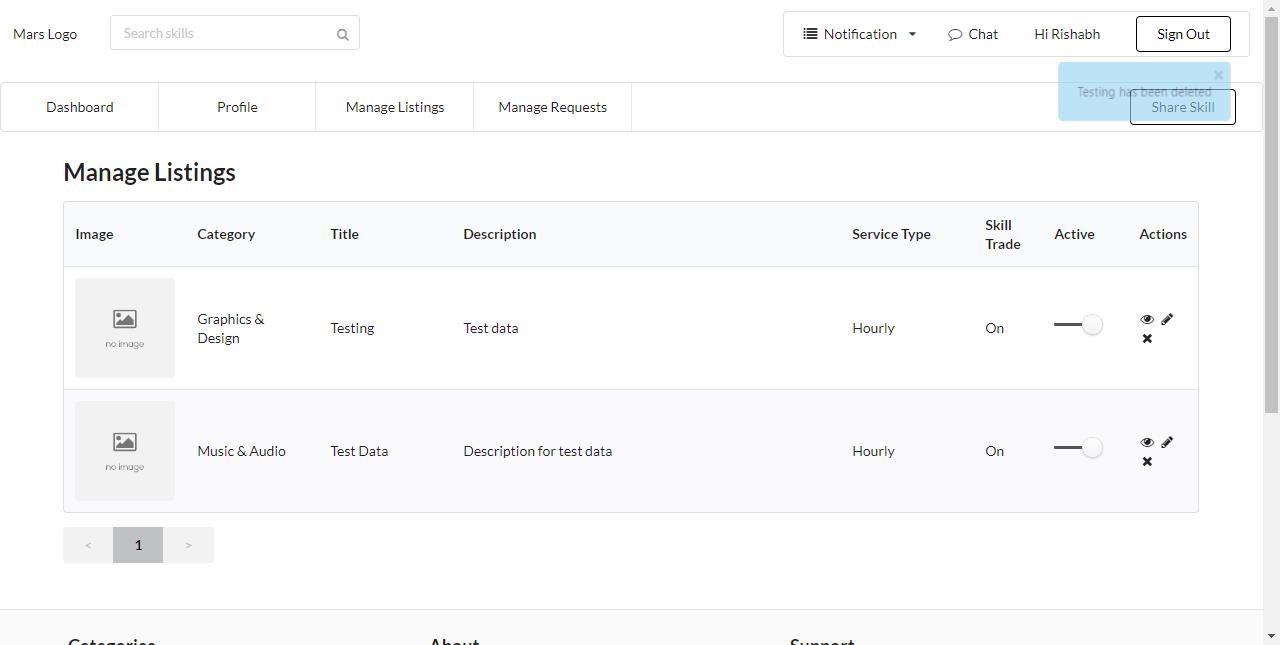 Mars Logo
Search skills
Notification
Chat
Hi Rishabh
Sign Out
Testing has been deleted
Dashboard
Profile
Manage Listings
Manage Requests
Share Skill
Manage Listings
Image
Category
Title
Description
Service Type
Skill
Trade
Active
Actions
no image
Graphics &
Design
Testing
Test data
Hourly
On
no image
Music & Audio
Test Data
Description for test data
Hourly
On
<
1
>
Categories
About
Support